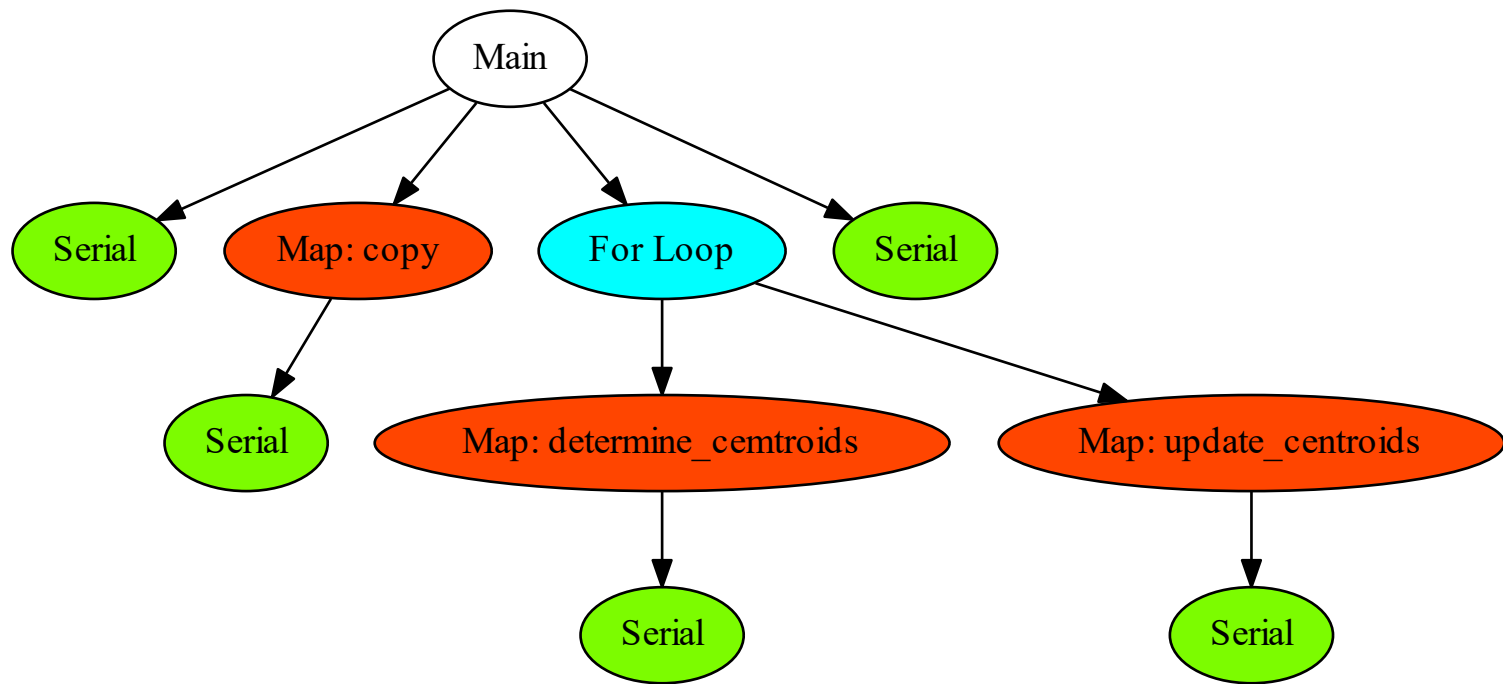 Main
Serial
Map: copy
For Loop
Serial
Serial
Map: determine_cemtroids
Map: update_centroids
Serial
Serial